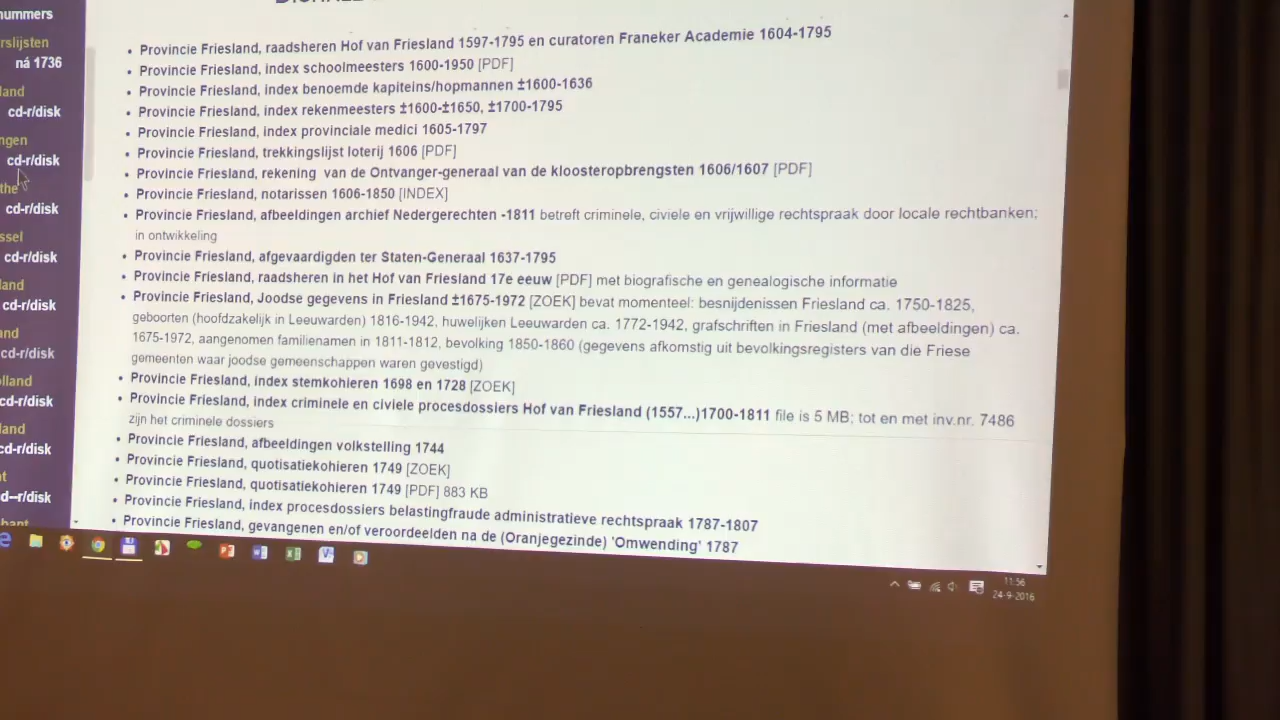 nummers
rslijsten
ná 1736
land
cd-r/disk
ngen
cd-r/disk
the
cd-r/disk
ssel
cd-r/disk
land
cd-r/disk
and
cd-r/disk
olland
cd-r/disk
land
cd-r/disk
t
d--r/disk
• Provincie Friesland, raadsheren Hof van Friesland 1597-1795 en curatoren Franeker Academie 1604-1795
• Provincie Friesland, index schoolmeesters 1600-1950 [PDF]
• Provincie Friesland, index benoemde kapiteins/hopmannen ±1600-1636
• Provincie Friesland, index rekenmeesters ±1600-±1650, ±1700-1795
• Provincie Friesland, index provinciale medici 1605-1797
• Provincie Friesland, trekkingslijst loterij 1606 [PDF]
• Provincie Friesland, rekening van de Ontvanger-generaal van de kloosteropbrengsten 1606/1607 [PDF]
• Provincie Friesland, notarissen 1606-1850 [INDEX]
• Provincie Friesland, afbeeldingen archief Nedergerechten -1811 betreft criminele, civiele en vrijwillige rechtspraak door locale rechtbanken;
in ontwikkeling
• Provincie Friesland, afgevaardigden ter Staten-Generaal 1637-1795
• Provincie Friesland, raadsheren in het Hof van Friesland 17e eeuw [PDF] met biografische en genealogische informatie
• Provincie Friesland, Joodse gegevens in Friesland ±1675-1972 [ZOEK] bevat momenteel: besnijdenissen Friesland ca. 1750-1825,
geboorten (hoofdzakelijk in Leeuwarden) 1816-1942, huwelijken Leeuwarden ca. 1772-1942, grafschriften in Friesland (met afbeeldingen) ca.
1675-1972, aangenomen familienamen in 1811-1812, bevolking 1850-1860 (gegevens afkomstig uit bevolkingsregisters van die Friese
gemeenten waar joodse gemeenschappen waren gevestigd)
• Provincie Friesland, index stemkohieren 1698 en 1728 [ZOEK]
• Provincie Friesland, index criminele en civiele procesdossiers Hof van Friesland (1557...)1700-1811 file is 5 MB; tot en met inv.nr. 7486
zijn het criminele dossiers
• Provincie Friesland, afbeeldingen volkstelling 1744
• Provincie Friesland, quotisatiekohieren 1749 [ZOEK]
• Provincie Friesland, quotisatiekohieren 1749 [PDF] 883 KB
• Provincie Friesland, index procesdossiers belastingfraude administratieve rechtspraak 1787-1807
• Provincie Friesland, gevangenen en/of veroordeelden na de (Oranjegezinde) 'Omwending' 1787
11:56
24-9-2016